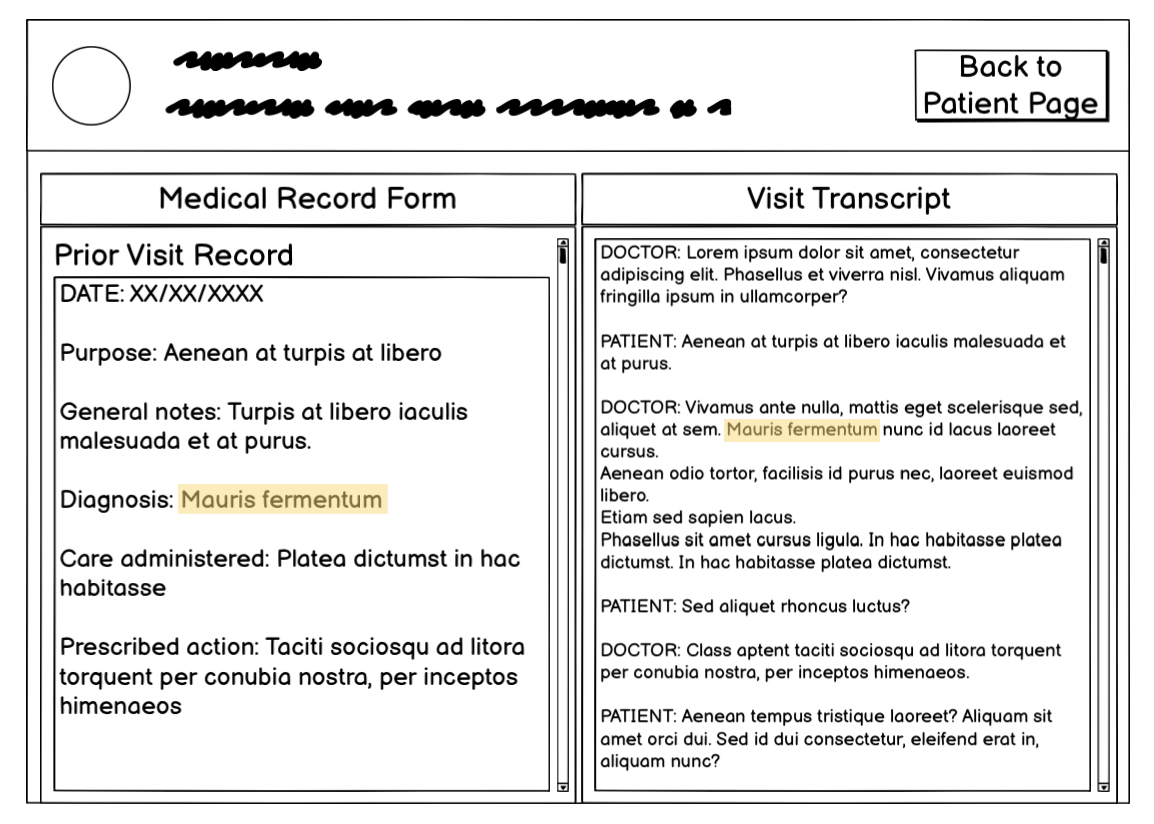 Back to
Patient Page
Medical Record Form
Prior Visit Record
DATE: XX/XX/XXXX
Purpose: Aenean at turpis at libero
General notes: Turpis at libero iaculis
malesuada et at purus.
Diagnosis: Mauris fermentum
Care administered: Platea dictumst in hac
habitasse
Prescribed action: Taciti sociosqu ad litora
torquent per conubia nostra, per inceptos
himenaeos
Visit Transcript
DOCTOR: Lorem ipsum dolor sit amet, consectetur
adipiscing elit. Phasellus et viverra nisl. Vivamus aliquam
fringilla ipsum in ullamcorper?
PATIENT: Aenean at turpis at libero iaculis malesuada et
at purus.
DOCTOR: Vivamus ante nulla, mattis eget scelerisque sed,
aliquet at sem. Mauris fermentum nunc id lacus laoreet
cursus.
Aenean odio tortor, facilisis id purus nec, laoreet euismod
libero.
Etiam sed sapien lacus.
Phasellus sit amet cursus ligula. In hac habitasse platea
dictumst. In hac habitasse platea dictumst.
PATIENT: Sed aliquet rhoncus luctus?
DOCTOR: Class aptent taciti sociosqu ad litora torquent
per conubia nostra, per inceptos himenaeos.
PATIENT: Aenean tempus tristique laoreet? Aliquam sit
amet orci dui. Sed id dui consectetur, eleifend erat in,
aliquam nunc?